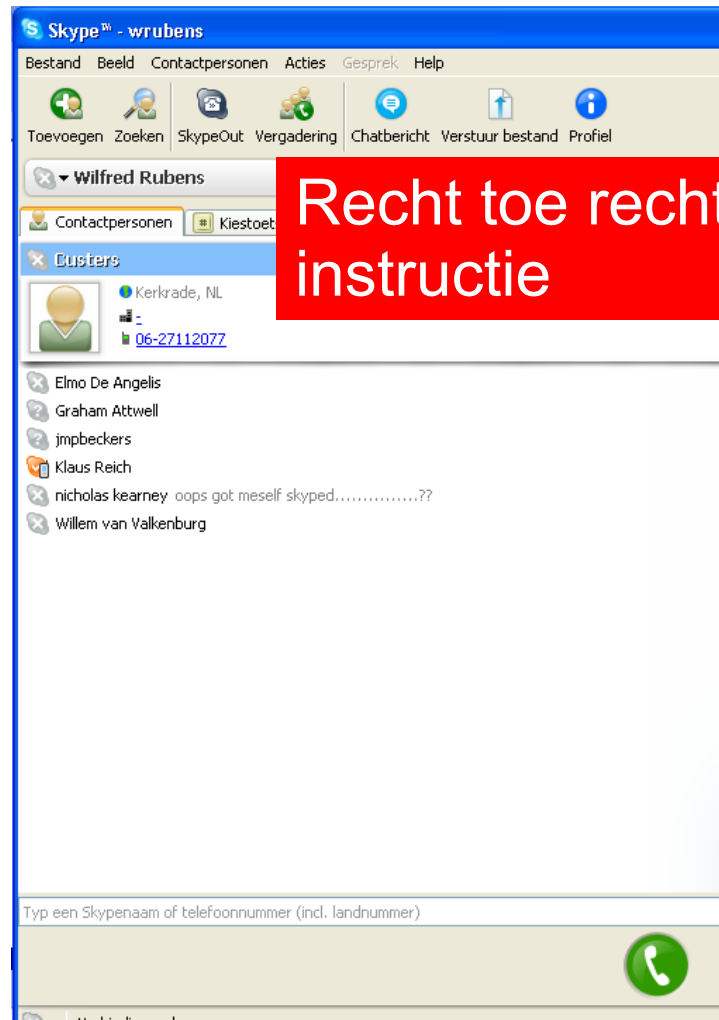 Skype™ - wrubens
Bestand Beeld Contactpersonen Acties Gesprek Help
Toevoegen Zoeken SkypeOut Vergadering Chatbericht Verstuur bestand Profiel
Wilfred Rubens
Recht toe recht
instructie
Contactpersonen Kiestoet
Custers
Kerkrade, NL
-
06-27112077
Elmo De Angelis
Graham Attwell
jmpbeckers
Klaus Reich
nicholas kearney oops got meself skyped...............??
Willem van Valkenburg
Typ een Skypenaam of telefoonnummer (incl. landnummer)